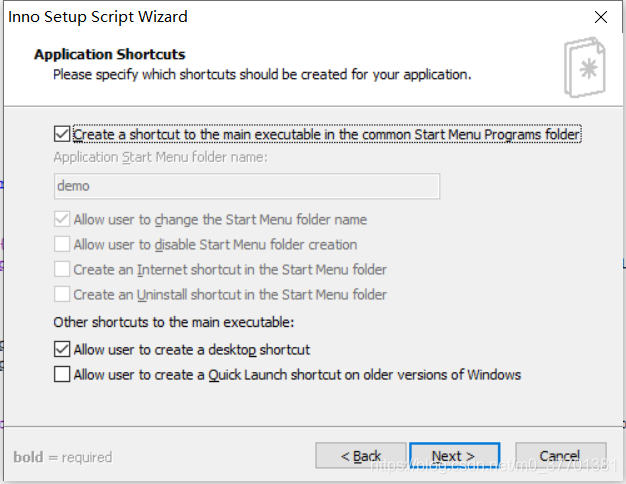 Inno Setup Script Wizard
Application Shortcuts
Please specify which shortcuts should be created for your application.
Create a shortcut to the main executable in the common Start Menu Programs folder
Application Start Menu folder name:
demo
Allow user to change the Start Menu folder name
Allow user to disable Start Menu folder creation
Create an Internet shortcut in the Start Menu folder
Create an Uninstall shortcut in the Start Menu folder
Other shortcuts to the main executable:
Allow user to create a desktop shortcut
Allow user to create a Quick Launch shortcut on older versions of Windows
bold = required
< Back
Next >
Cancel
https://blog.csdn.net/m0_37701381